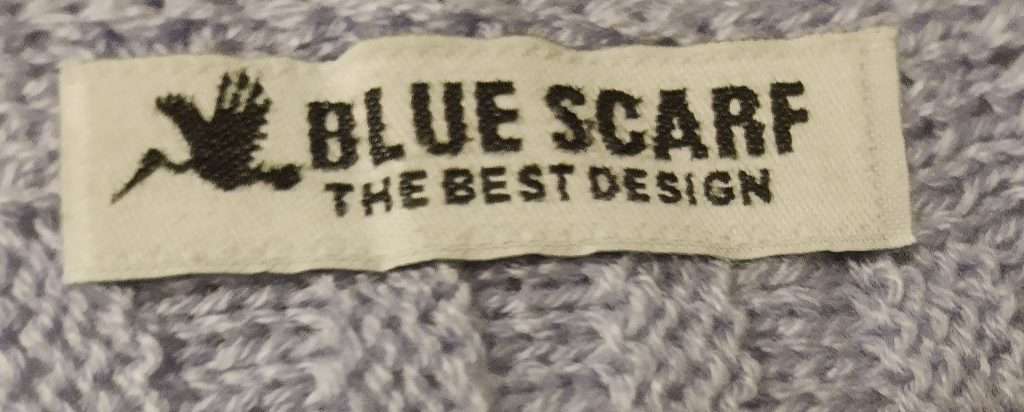 BLUE SCARF
THE BEST DESIGN